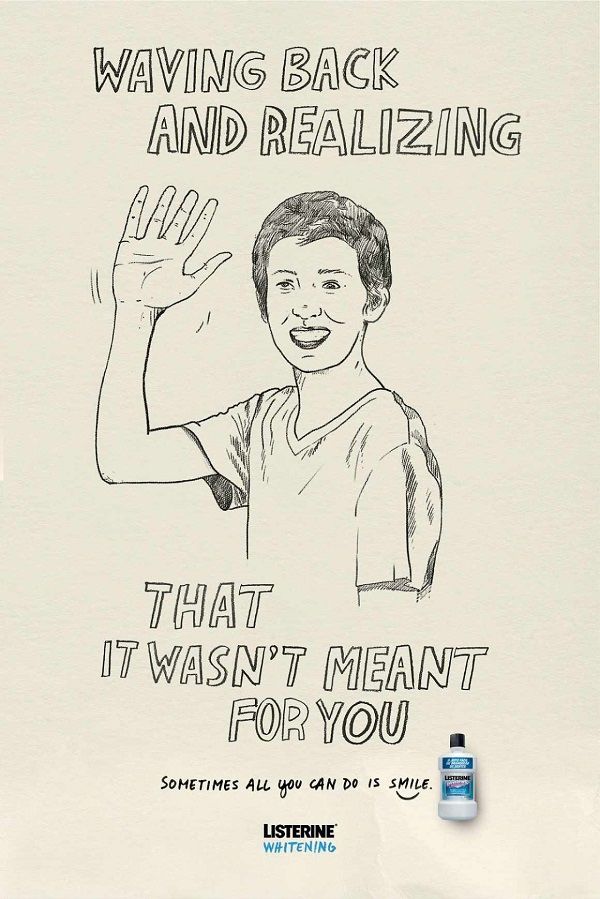 WAVING BACK
AND REALIZING
THAT
IT WASN'T MEANT
FOR YOU
SOMETIMES ALL YOU CAN DO IS SMILE.
LISTERINE
LISTERINE®
WHITENING